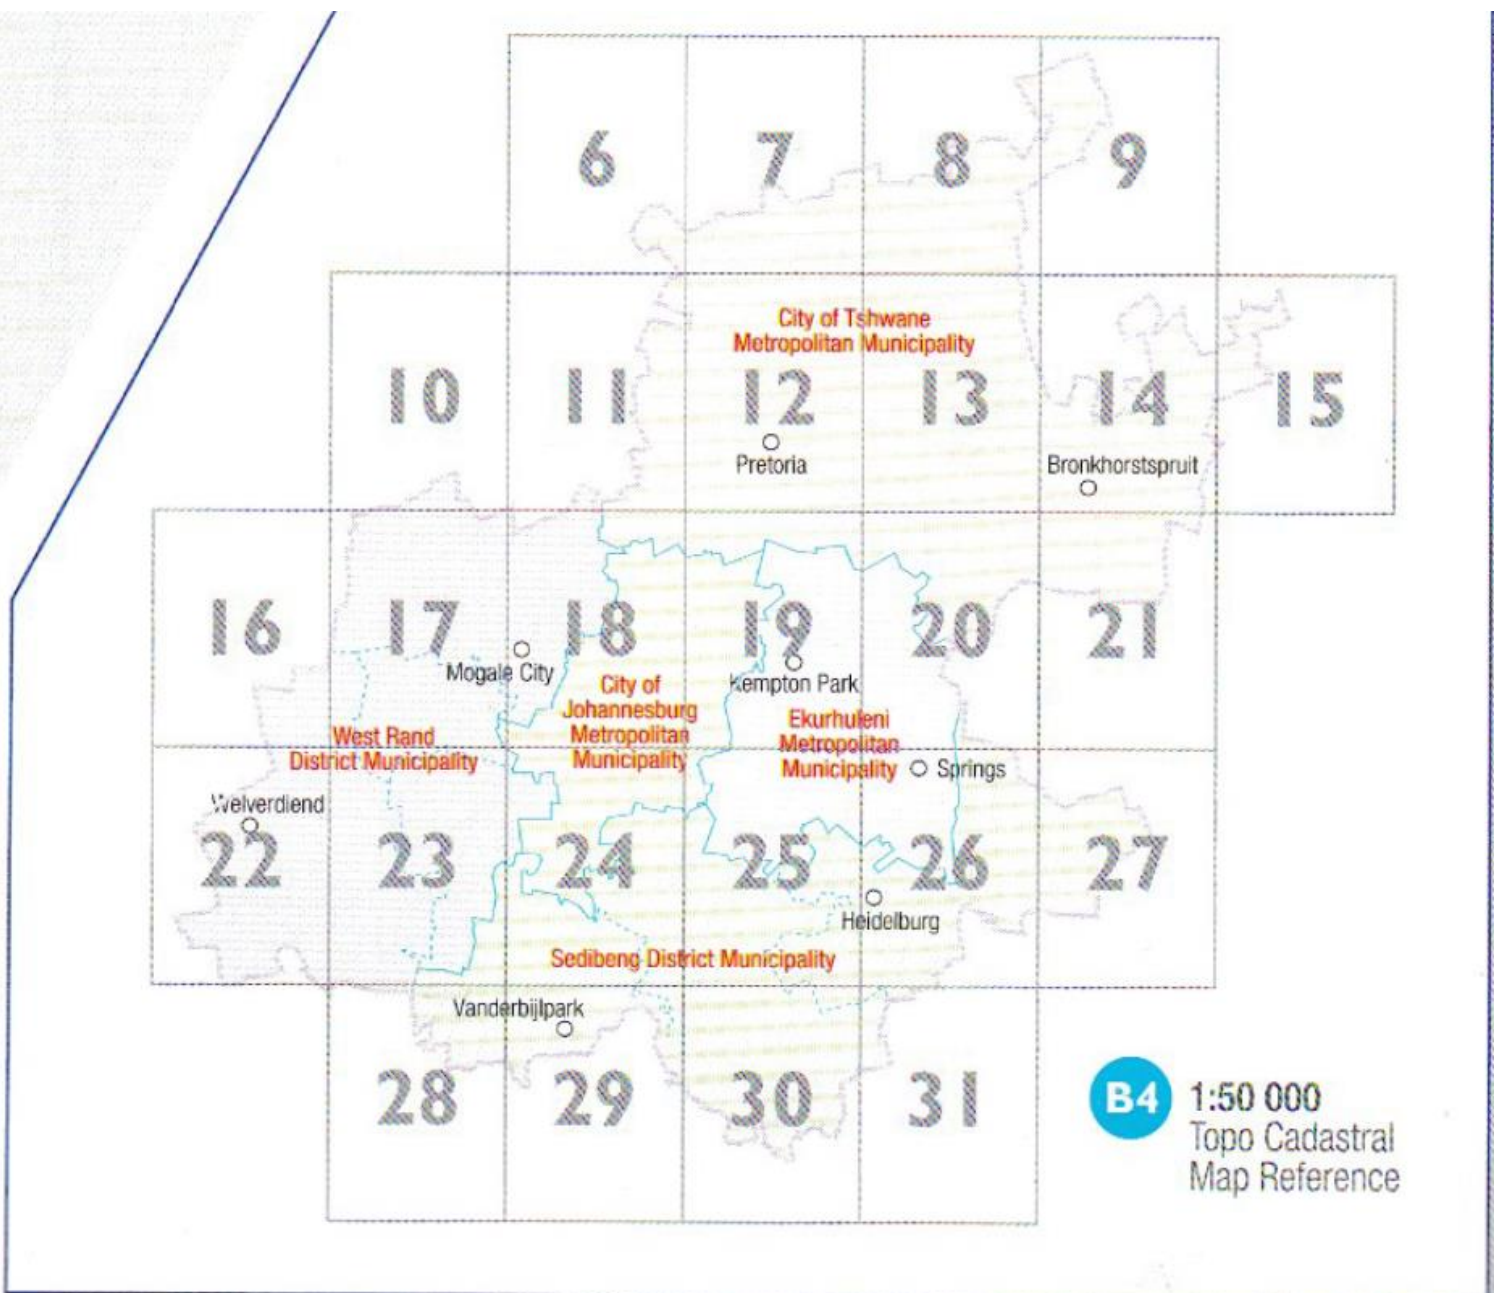 6 7 8 9
City of Tshwane
Metropolitan Municipality
10 11 12 13 14 15
Pretoria
Bronkhorstspruit
16 17 18 19 20 21
Mogale City
Kempton Park
City of
Johannesburg
Metropolitan
Municipality
Ekurhuleni
Metropolitan
Municipality
West Rand
District Municipality
Springs
Welverdiend
22 23 24 25 26 27
Heidelburg
Sedibeng District Municipality
Vanderbijlpark
28 29 30 31
B4 1:50 000
Topo Cadastral
Map Reference